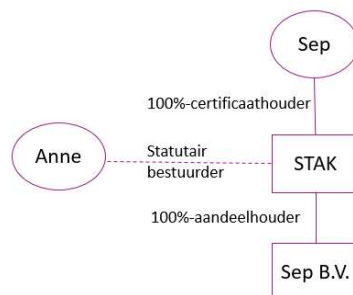 Sep
100%-certificaathouder
Anne
Statutair
bestuurder
STAK
100%-aandeelhouder
Sep B.V.